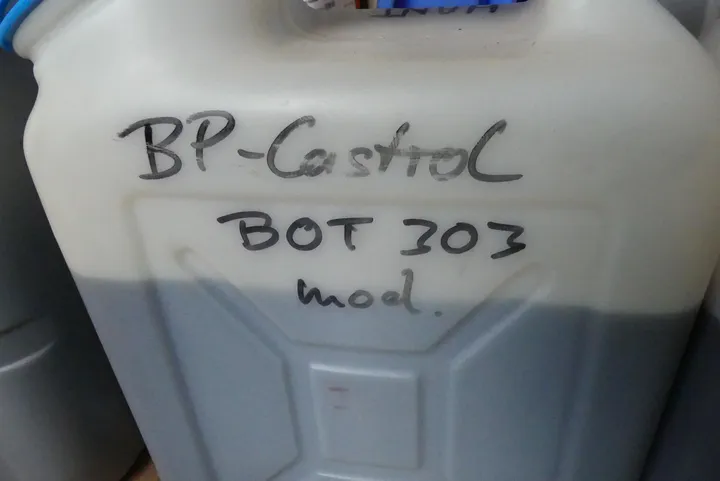 BP-Castrol
BOT 303
mod.